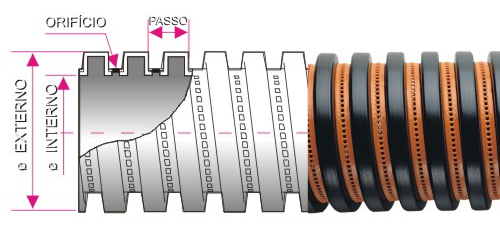 ORIFÍCIO
PASSO
ø EXTERNO
ø INTERNO